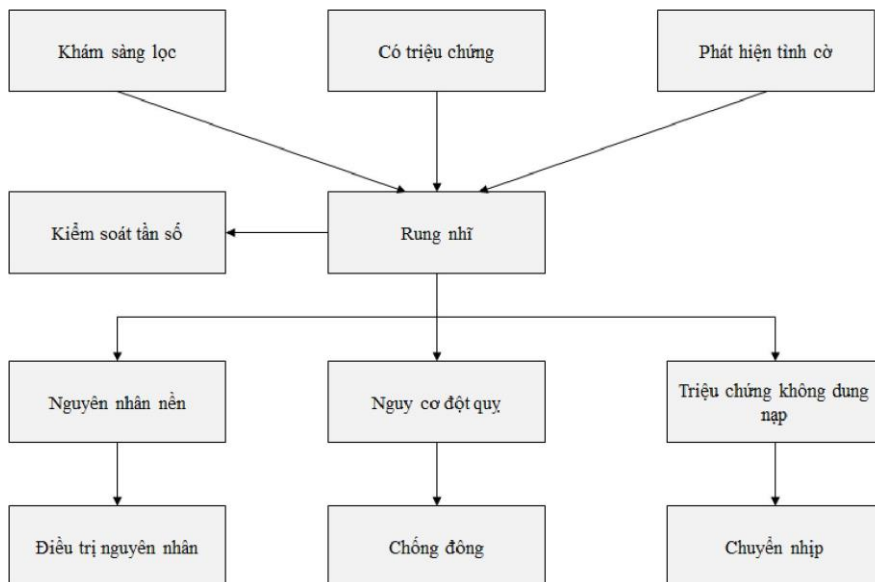 Khám sàng lọc
Có triệu chứng
Phát hiện tình cờ
Kiểm soát tần số
Rung nhĩ
Nguyên nhân nền
Nguy cơ đột quỵ
Triệu chứng không dung
nạp
Điều trị nguyên nhân
Chống đông
Chuyển nhịp